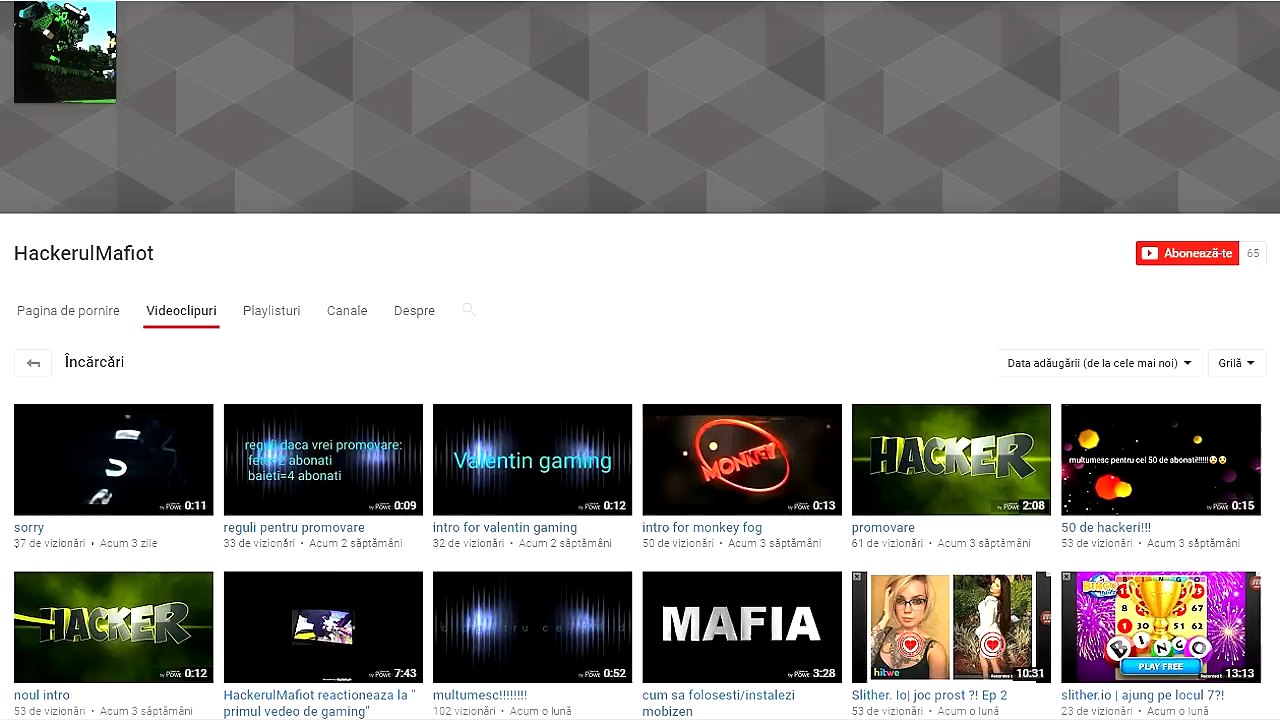 HackerulMafiot
Abonează-te 65
Pagina de pornire Videoclipuri Playlisturi Canale Despre
Încărcări
Data adăugării (de la cele mai noi) Grilă
0:11
reguli daca vrei promovare:
fete=2 abonati
baieti=4 abonati
0:09
Valentin gaming
0:12
MONKEY
0:13
HACKER
2:08
multumesc pentru cei 50 de abonati!!!!!!
0:15
sorry
37 de vizionări • Acum 3 zile
reguli pentru promovare
33 de vizionări • Acum 2 săptămâni
intro for valentin gaming
32 de vizionări • Acum 2 săptămâni
intro for monkey fog
50 de vizionări • Acum 3 săptămâni
promovare
61 de vizionări • Acum 3 săptămâni
50 de hackeri!!!
53 de vizionări • Acum 3 săptămâni
HACKER
0:12
7:43
0:52
MAFIA
3:28
hitwe
10:31
BINGO
8 67
1 30 51 62
BINGO
PLAY FREE
13:13
noul intro
53 de vizionări • Acum 3 săptămâni
HackerulMafiot reactioneaza la "
primul vedeo de gaming"
multumesc!!!!!!!!
102 vizionări • Acum o lună
cum sa folosesti/instalezi
mobizen
Slither. Io| joc prost ?! Ep 2
53 de vizionări • Acum o lună
slither.io | ajung pe locul 7?!
23 de vizionări • Acum o lună